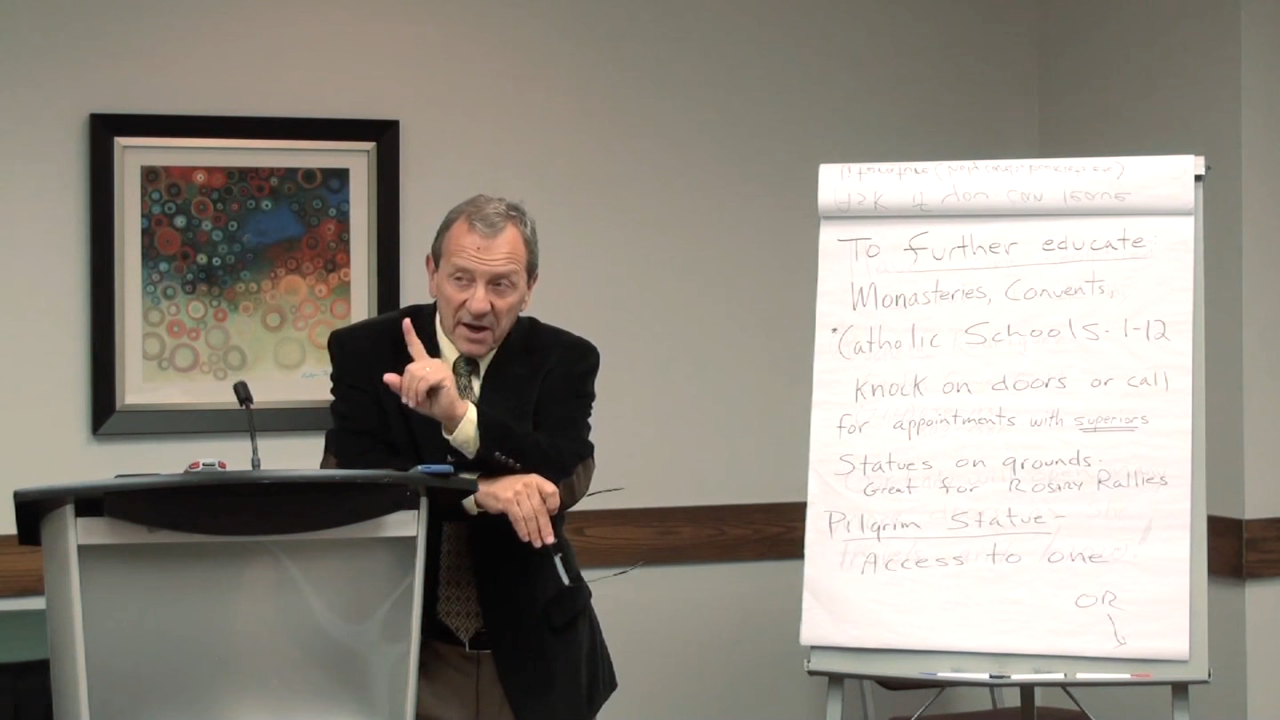 To further educate:
Monasteries, Convents,
*Catholic Schools- 1-12
Knock on doors or call
for appointments with superiors
Statues on grounds.
Great for Rosary Rallies
Pilgrim Statue-
Access to one
OR